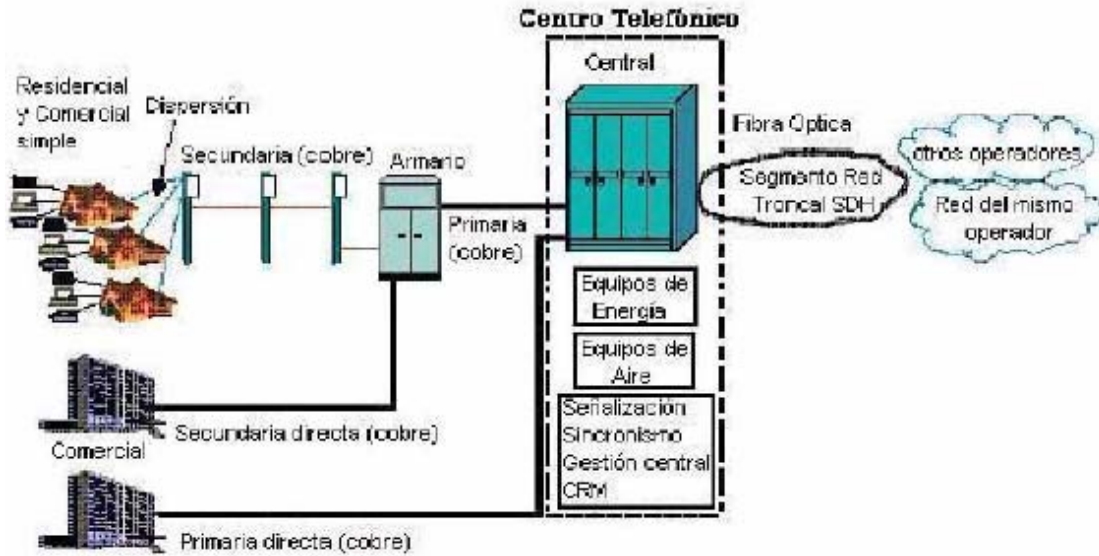 Centro Telefónico
Central
Residencial
y Comercial
simple
Dispersión
Secundaria (cobre)
Armario
Primaria
(cobre)
Fibra Óptica
Segmento Red
Troncal SDH
otros operadores
Red del mismo
operador
Equipos de
Energía
Equipos de
Aire
Señalización
Sincronismo
Gestión central
CRM
Secundaria directa (cobre)
Comercial
Primaria directa (cobre)